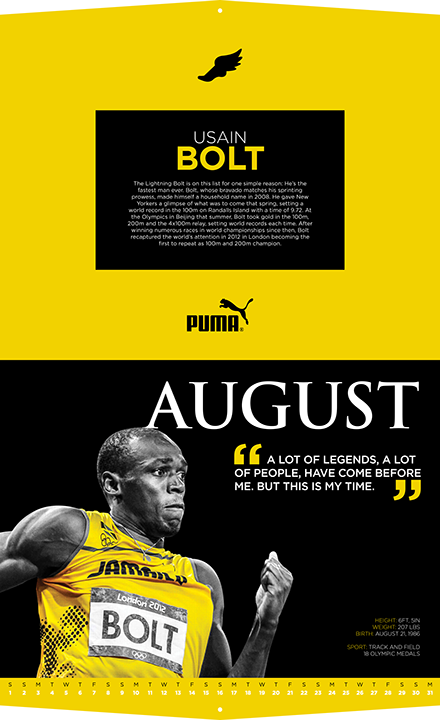 USAIN
BOLT
The Lightning Bolt is on this list for one simple reason: He's the
fastest man ever. Bolt, whose bravado matches his sprinting
prowess, made himself a household name in 2008. He gave New
Yorkers a glimpse of what was to come that spring, setting a
world record in the 100m on Randalls Island with a time of 9.72. At
the Olympics in Beijing that summer, Bolt took gold in the 100m,
200m and the 4x100m relay, setting world records each time. After
winning numerous races in world championships since then, Bolt
recaptured the world's attention in 2012 in London becoming the
first to repeat as 100m and 200m champion.
PUMA®
AUGUST
“ A LOT OF LEGENDS, A LOT
OF PEOPLE, HAVE COME BEFORE
ME. BUT THIS IS MY TIME. ”
JAMAICA
London 2012
BOLT
HEIGHT: 6FT, 5IN
WEIGHT: 207 LBS
BIRTH: AUGUST 21, 1986
SPORT: TRACK AND FIELD
18 OLYMPIC MEDALS
S S M T W T F S S M T W T F S S M T W T F S S M T W T F S S M
1 2 3 4 5 6 7 8 9 10 11 12 13 14 15 16 17 18 19 20 21 22 23 24 25 26 27 28 29 30 31